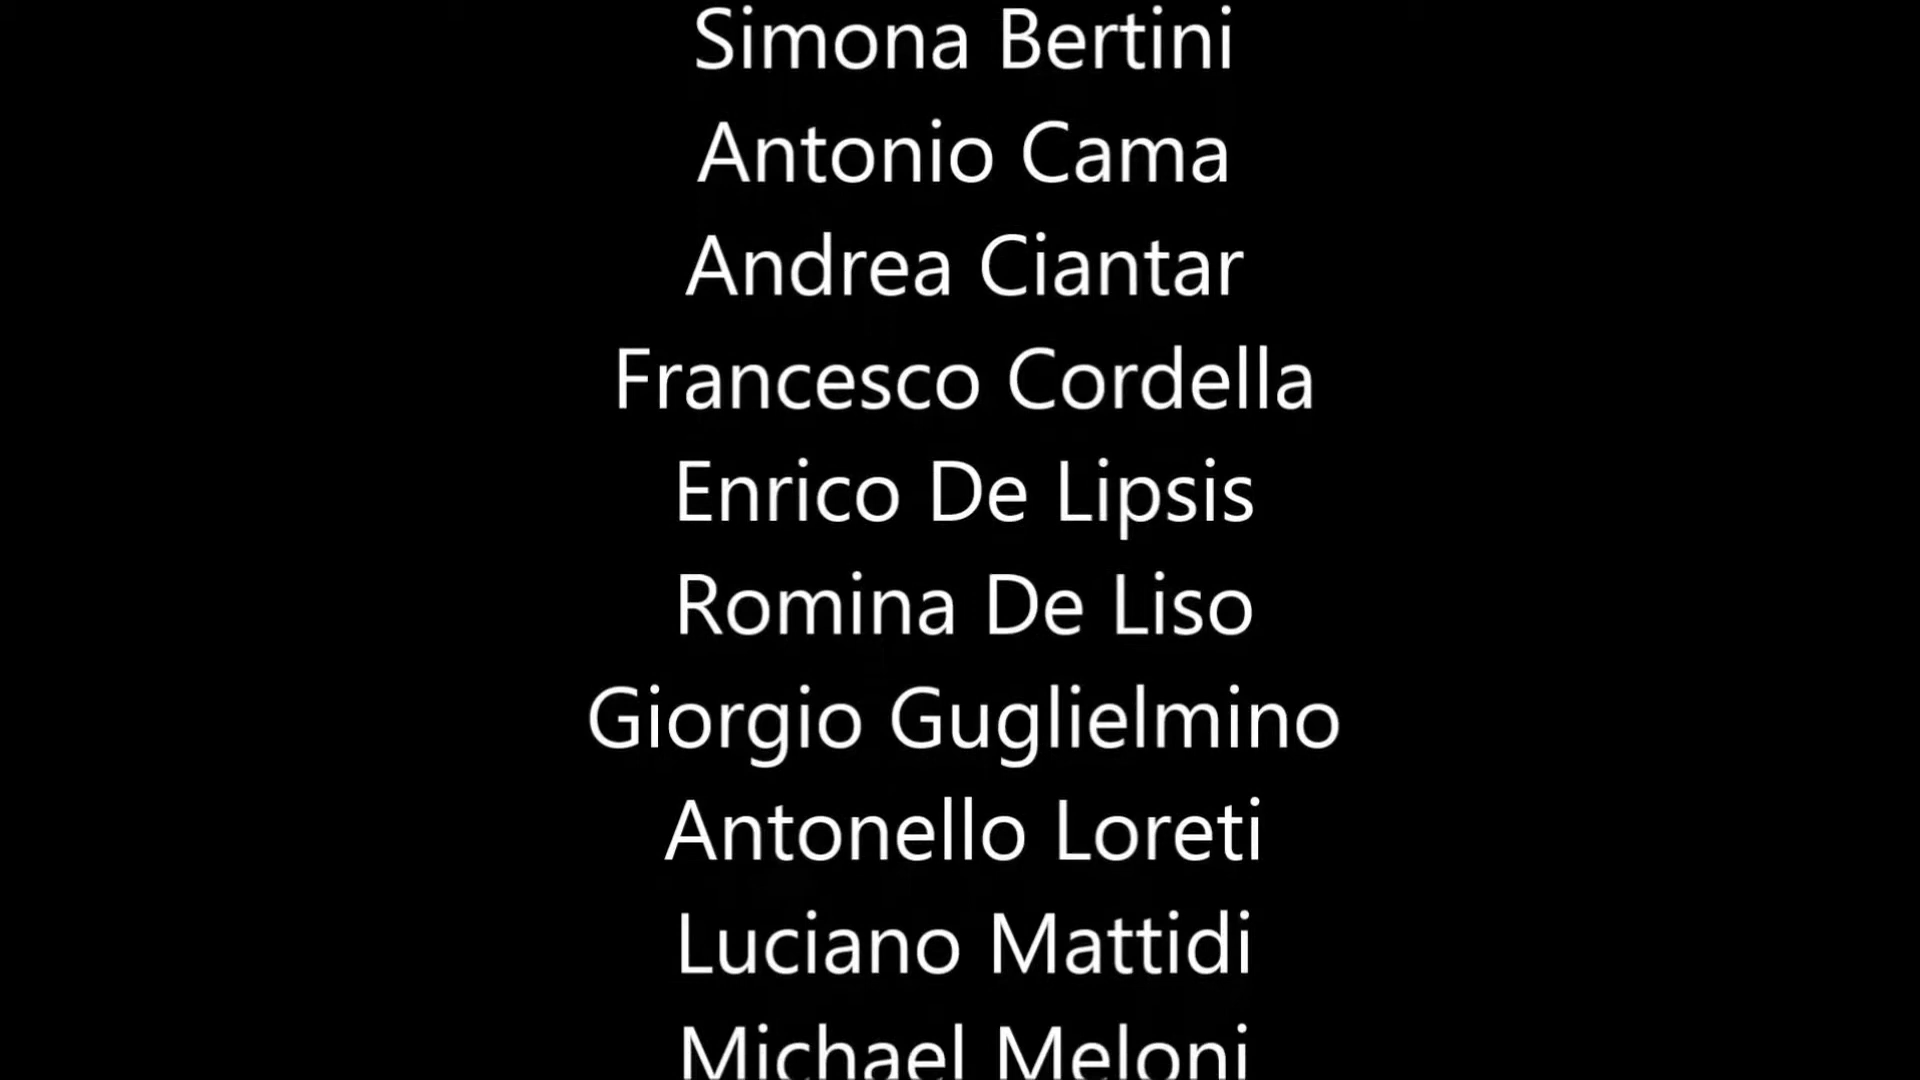 Simona Bertini
Antonio Cama
Andrea Ciantar
Francesco Cordella
Enrico De Lipsis
Romina De Liso
Giorgio Guglielmino
Antonello Loreti
Luciano Mattidi
Michael Meloni